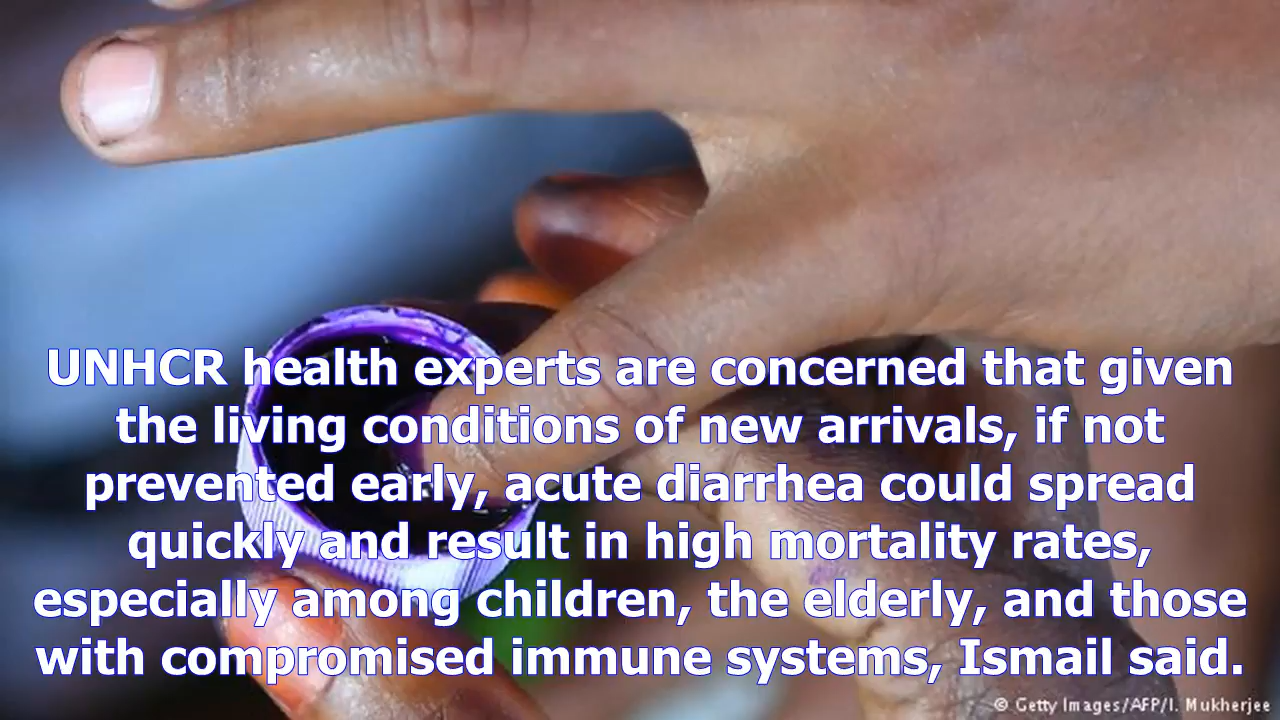 UNHCR health experts are concerned that given
the living conditions of new arrivals, if not
prevented early, acute diarrhea could spread
quickly and result in high mortality rates,
especially among children, the elderly, and those
with compromised immune systems, Ismail said.
© Getty Images/AFP/I. Mukherjee